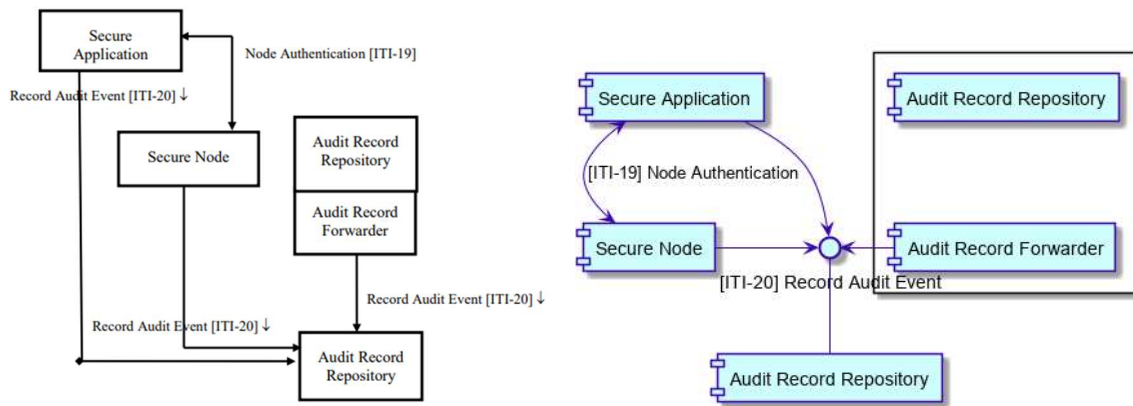 Secure
Application
Node Authentication [ITI-19]
Record Audit Event [ITI-20] ↓
Secure Node
Audit Record
Repository
Audit Record
Forwarder
Record Audit Event [ITI-20] ↓
Record Audit Event [ITI-20] ↓
Audit Record
Repository
Secure Application
Audit Record Repository
[ITI-19] Node Authentication
Secure Node
Audit Record Forwarder
[ITI-20] Record Audit Event
Audit Record Repository